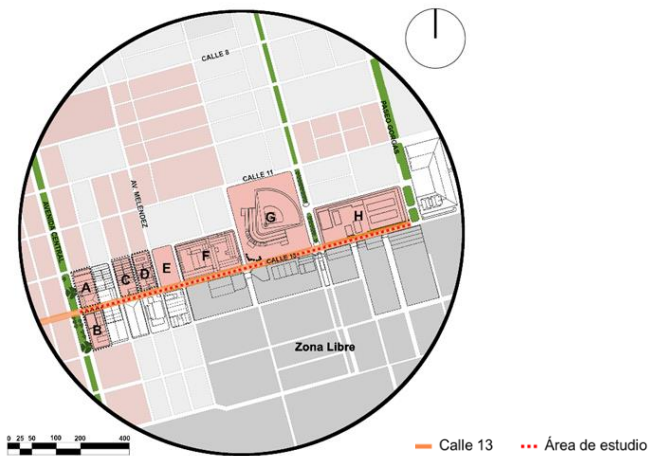 CALLE 8
PASEO GORGAS
CALLE 11
AV. MELENDEZ
AVENIDA CENTRAL
G
H
F
E
D
C
A
CALLE 13
B
Zona Libre
0 25 50 100 200 400
Calle 13
Área de estudio